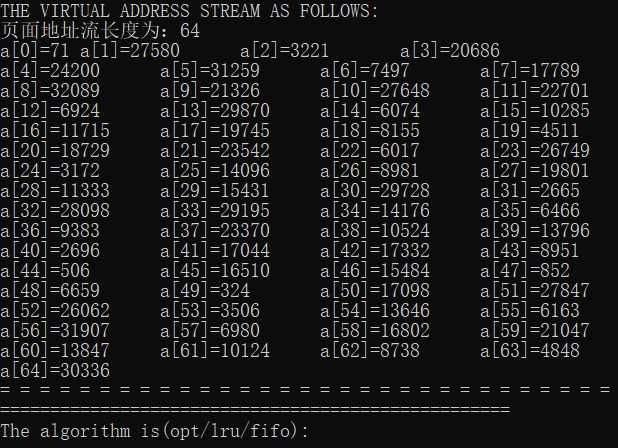 THE VIRTUAL ADDRESS STREAM AS FOLLOWS:
页面地址流长度为：64
a[0]=71 a[1]=27580 a[2]=3221 a[3]=20686
a[4]=24200 a[5]=31259 a[6]=7497 a[7]=17789
a[8]=32089 a[9]=21326 a[10]=27648 a[11]=22701
a[12]=6924 a[13]=29870 a[14]=6074 a[15]=10285
a[16]=11715 a[17]=19745 a[18]=8155 a[19]=4511
a[20]=18729 a[21]=23542 a[22]=6017 a[23]=26749
a[24]=3172 a[25]=14096 a[26]=8981 a[27]=19801
a[28]=11333 a[29]=15431 a[30]=29728 a[31]=2665
a[32]=28098 a[33]=29195 a[34]=14176 a[35]=6466
a[36]=9383 a[37]=23370 a[38]=10524 a[39]=13796
a[40]=2696 a[41]=17044 a[42]=17332 a[43]=8951
a[44]=506 a[45]=16510 a[46]=15484 a[47]=852
a[48]=6659 a[49]=324 a[50]=17098 a[51]=27847
a[52]=26062 a[53]=3506 a[54]=13646 a[55]=6163
a[56]=31907 a[57]=6980 a[58]=16802 a[59]=21047
a[60]=13847 a[61]=10124 a[62]=8738 a[63]=4848
a[64]=30336
= = = = = = = = = = = = = = = = = = = = = = = = = = = = = = =
===================================================
The algorithm is(opt/lru/fifo):